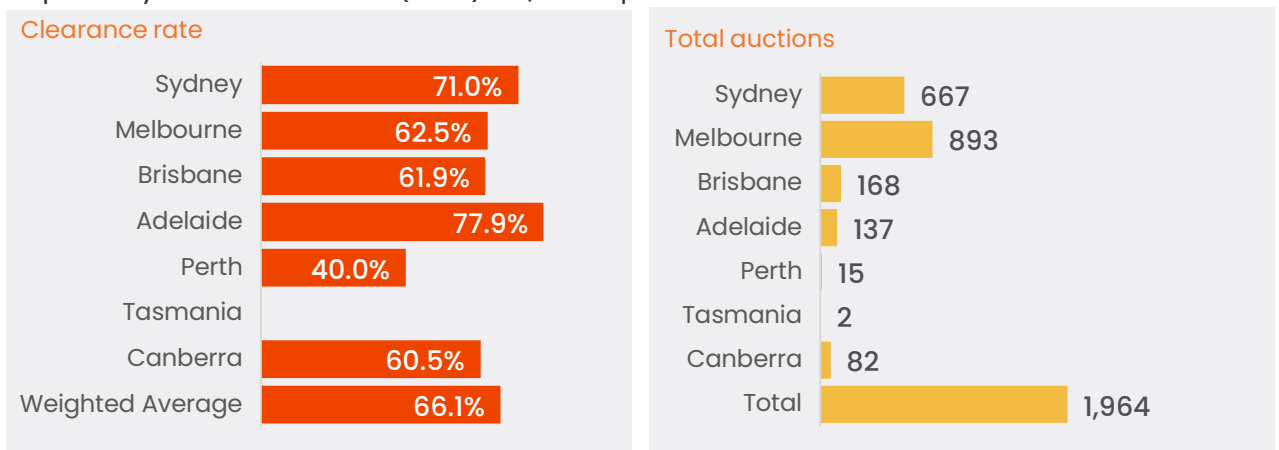 Clearance rate
Sydney 71.0%
Melbourne 62.5%
Brisbane 61.9%
Adelaide 77.9%
Perth 40.0%
Tasmania
Canberra 60.5%
Weighted Average 66.1%
Total auctions
Sydney 667
Melbourne 893
Brisbane 168
Adelaide 137
Perth 15
Tasmania 2
Canberra 82
Total 1,964